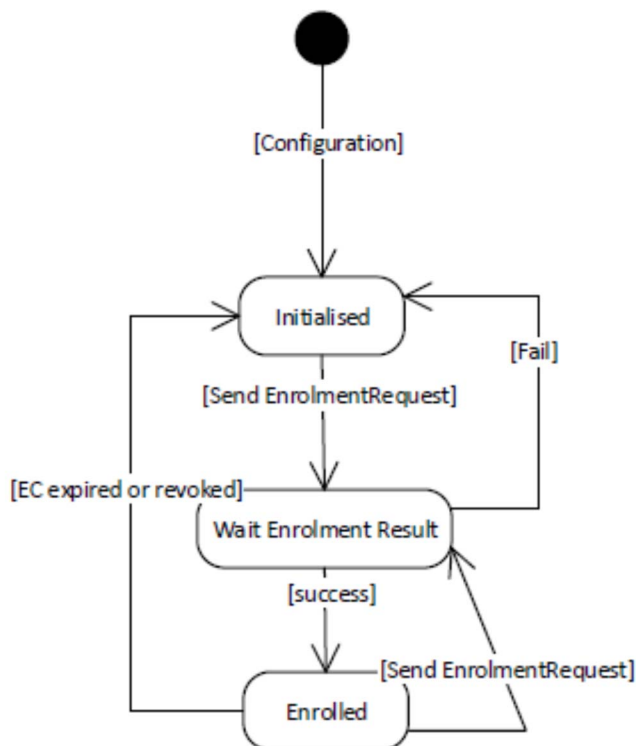 [Configuration]
Initialised
[Fail]
[Send EnrolmentRequest]
[EC expired or revoked]
Wait Enrolment Result
[success]
[Send EnrolmentRequest]
Enrolled